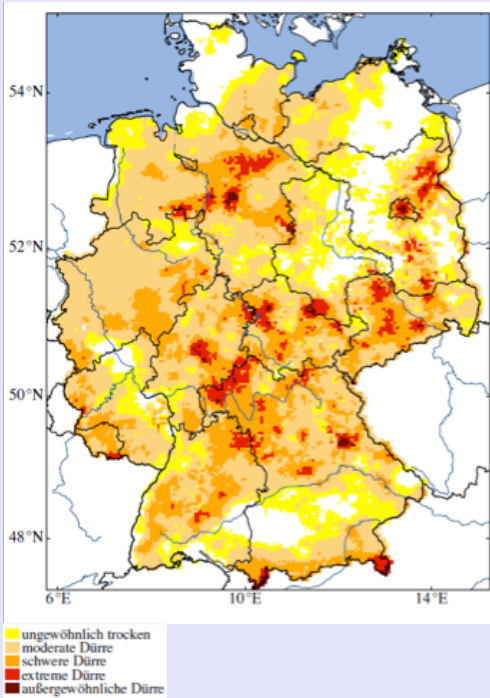 54°N
52°N
50°N
48°N
6°E 10°E 14°E
ungewöhnlich trocken
moderate Dürre
schwere Dürre
extreme Dürre
außergewöhnliche Dürre